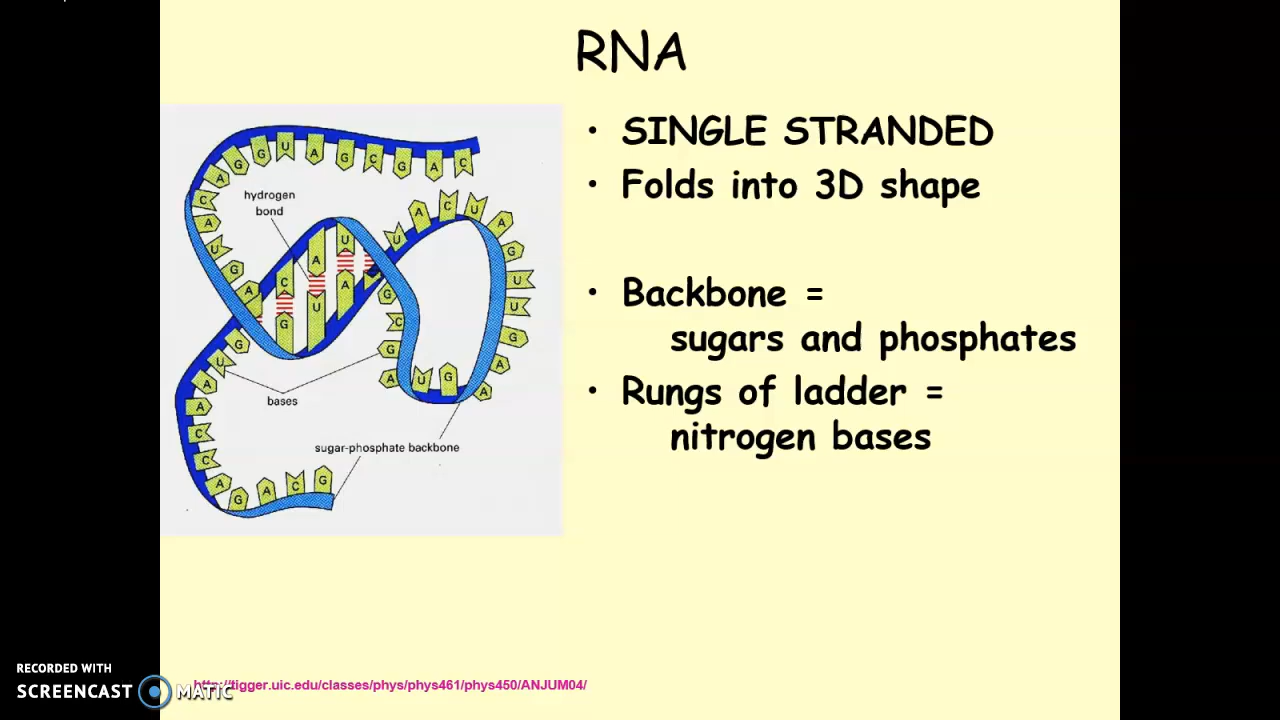 RNA
• SINGLE STRANDED
• Folds into 3D shape
• Backbone =
sugars and phosphates
• Rungs of ladder =
nitrogen bases
hydrogen
bond
bases
sugar-phosphate backbone
G G U A G C G A C
A
C
A
U
G
A
C A U
G U A
U A C U A
G
U
U
G
A
A
G
C
G
A U G
G
U
A
A
C
C
A
G A C G
http://tigger.uic.edu/classes/phys/phys461/phys450/ANJUM04/
RECORDED WITH
SCREENCAST MATIC